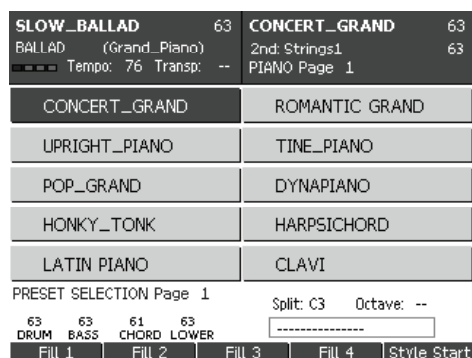 SLOW_BALLAD 63
BALLAD (Grand_Piano)
Tempo: 76 Transp: --
CONCERT_GRAND 63
2nd: Strings1 63
PIANO Page 1
CONCERT_GRAND ROMANTIC GRAND
UPRIGHT_PIANO TINE_PIANO
POP_GRAND DYNAPIANO
HONKY_TONK HARPSICHORD
LATIN PIANO CLAVI
PRESET SELECTION Page 1
Split: C3 Octave: --
63 63 61 63
DRUM BASS CHORD LOWER
---------------
Fill 1 Fill 2 Fill 3 Fill 4 Style Start